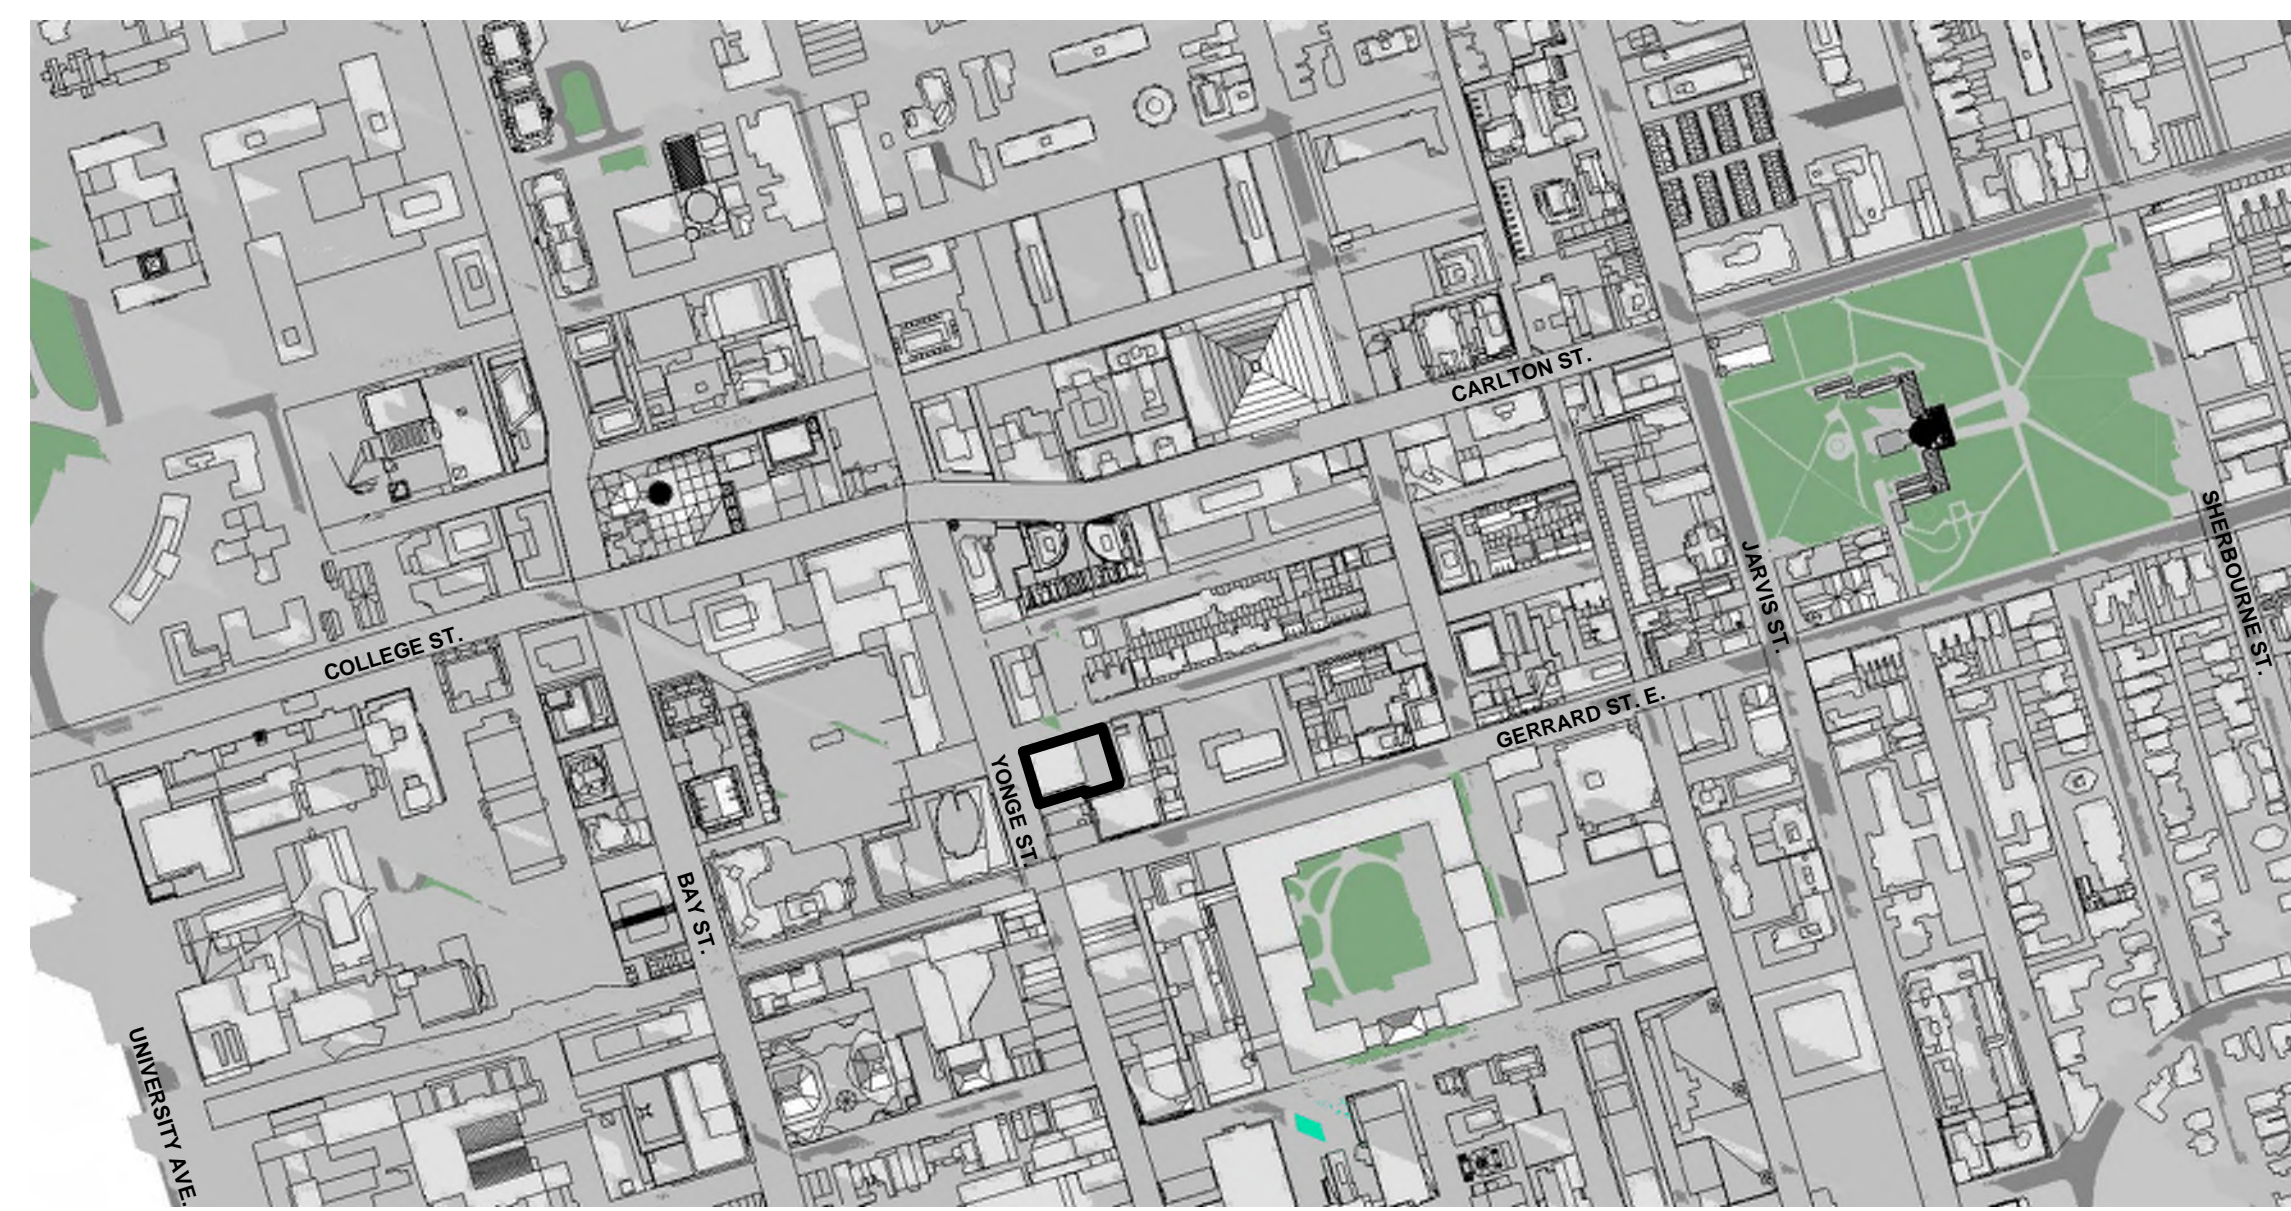 CARLTON ST.
COLLEGE ST.
JARVIS ST.
SHERBOURNE ST.
GERRARD ST. E.
YONGE ST.
BAY ST.
UNIVERSITY AVE.